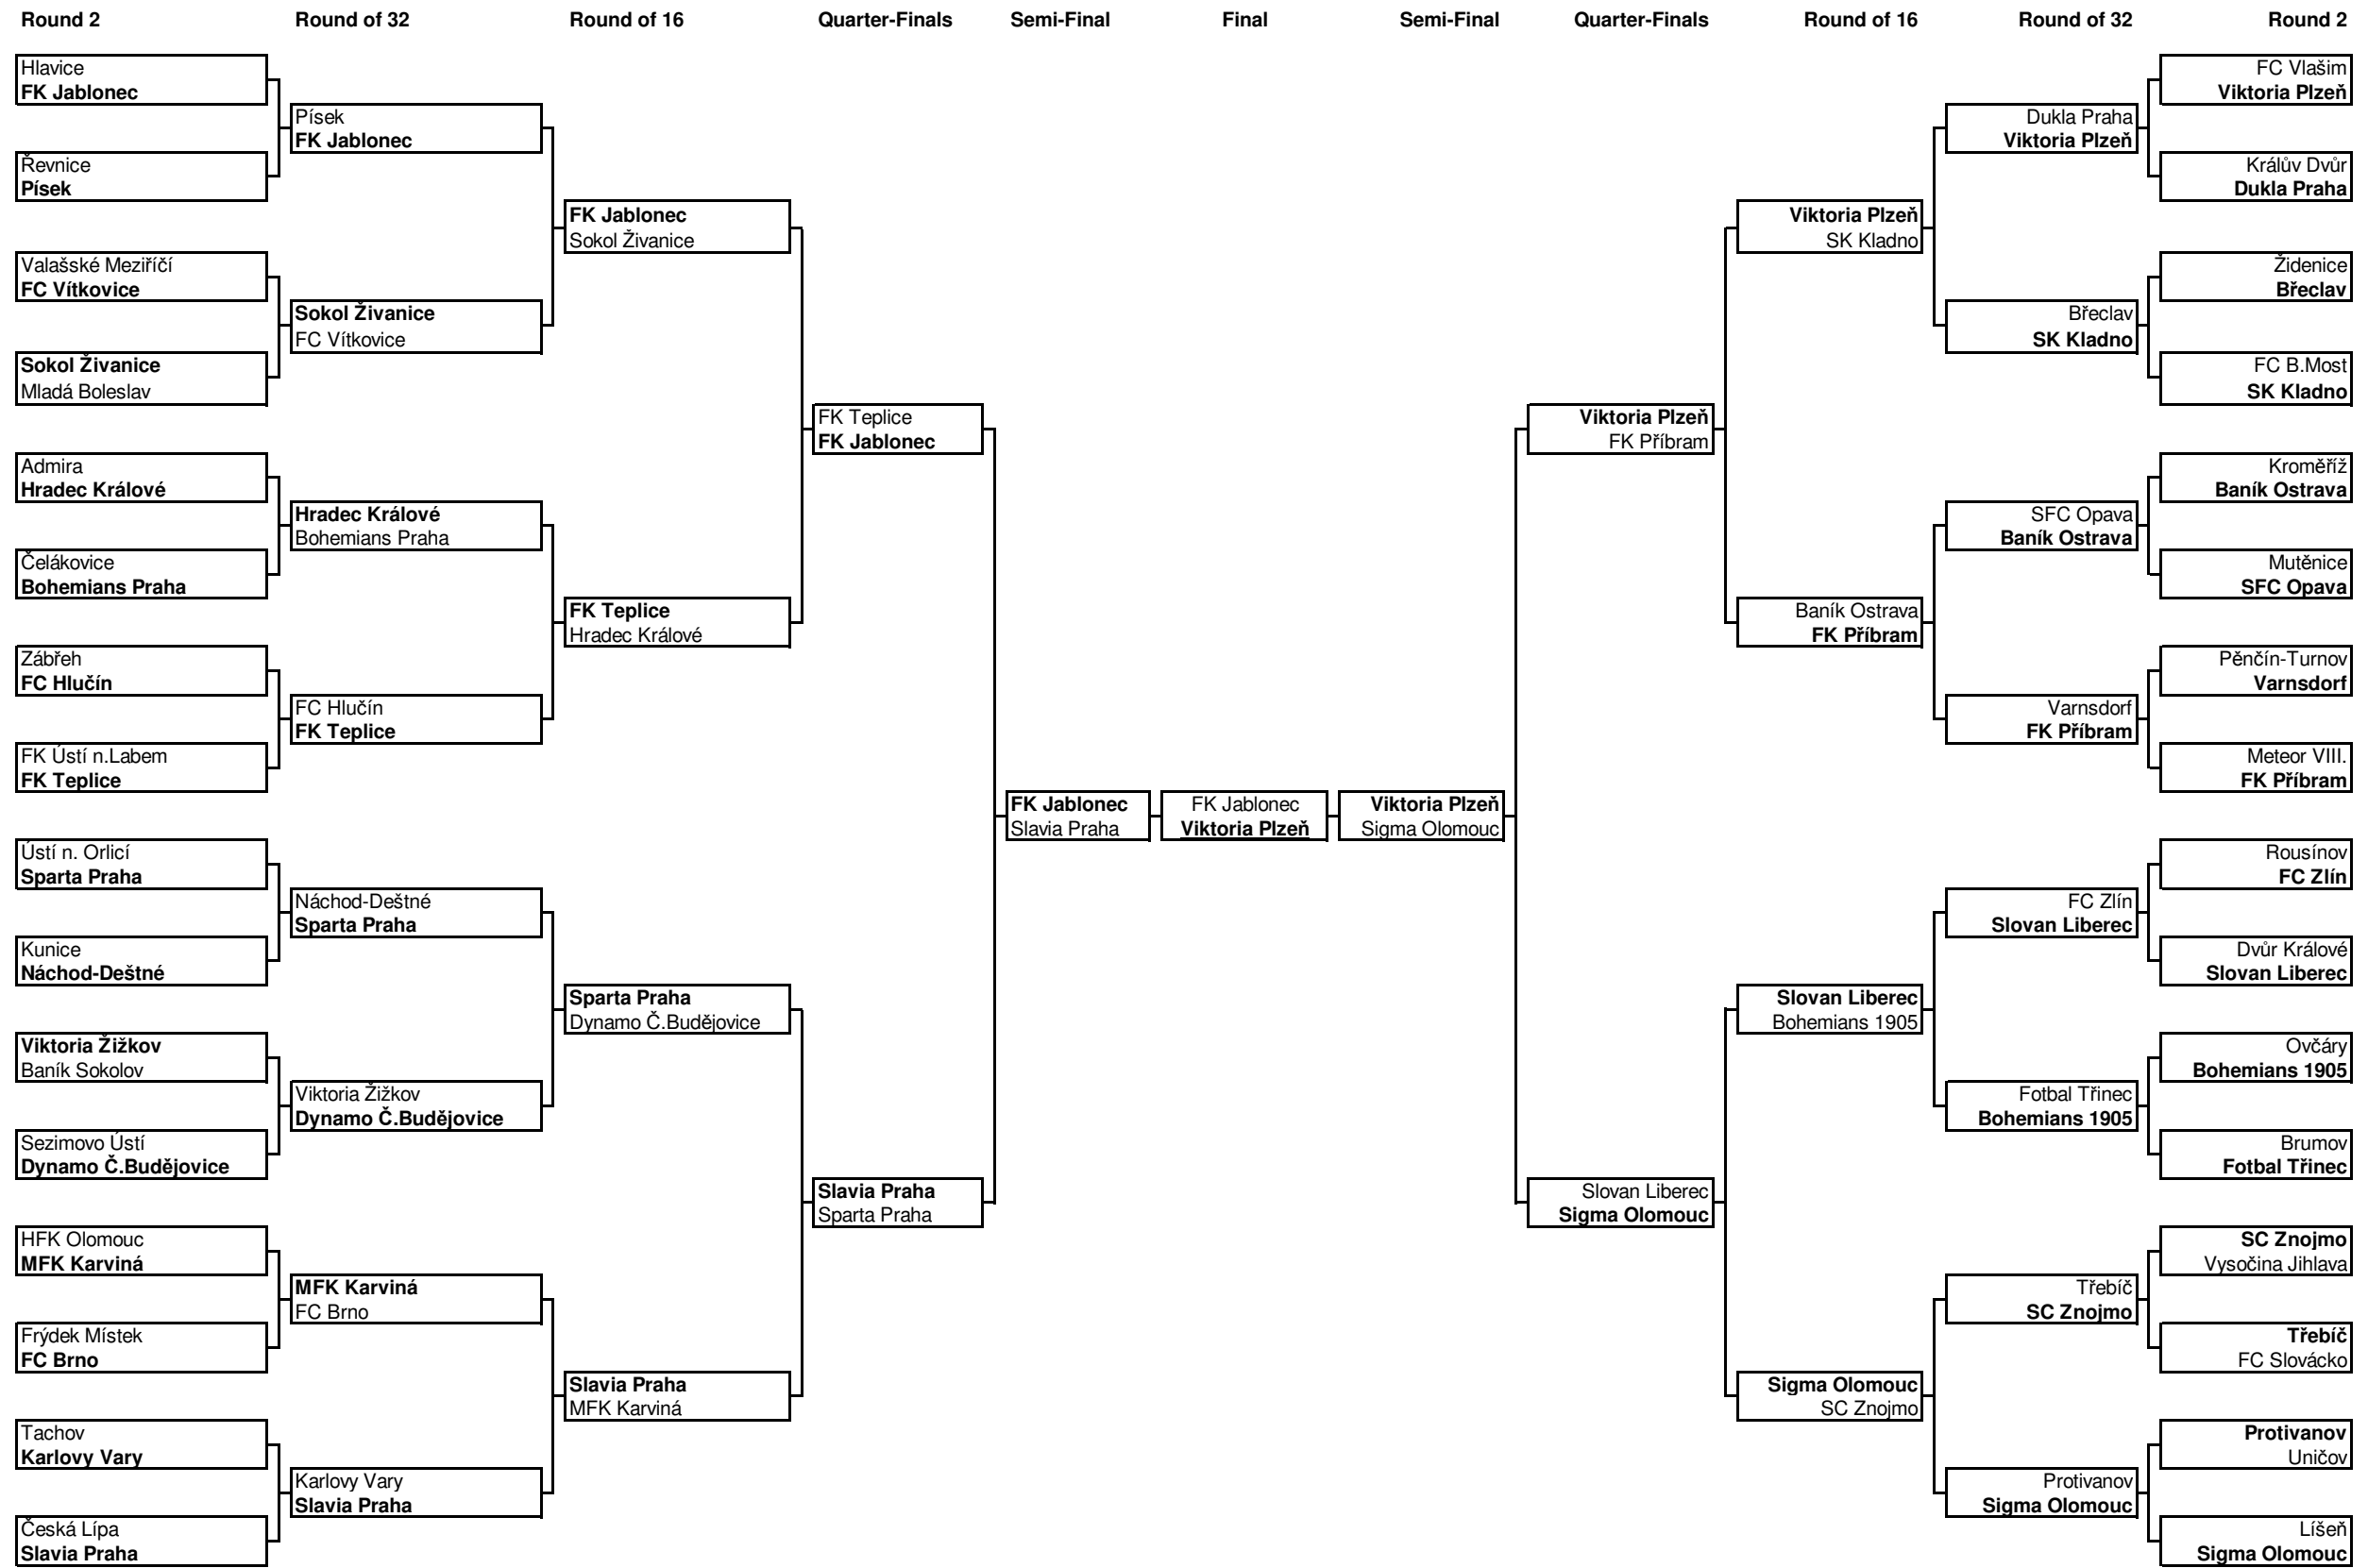 Round 2
Round of 32
Round of 16
Quarter-Finals
Semi-Final
Final
Semi-Final
Quarter-Finals
Round of 16
Round of 32
Round 2
Hlavice
FK Jablonec
Řevnice
Písek
Valašské Meziříčí
FC Vítkovice
Sokol Živanice
Mladá Boleslav
Admira
Hradec Králové
Čelákovice
Bohemians Praha
Zábřeh
FC Hlučín
FK Ústí n.Labem
FK Teplice
Ústí n. Orlicí
Sparta Praha
Kunice
Náchod-Deštné
Viktoria Žižkov
Baník Sokolov
Sezimovo Ústí
Dynamo Č.Budějovice
HFK Olomouc
MFK Karviná
Frýdek Místek
FC Brno
Tachov
Karlovy Vary
Česká Lípa
Slavia Praha
Písek
FK Jablonec
Sokol Živanice
FC Vítkovice
Hradec Králové
Bohemians Praha
FC Hlučín
FK Teplice
Náchod-Deštné
Sparta Praha
Viktoria Žižkov
Dynamo Č.Budějovice
MFK Karviná
FC Brno
Karlovy Vary
Slavia Praha
FK Jablonec
Sokol Živanice
FK Teplice
Hradec Králové
Sparta Praha
Dynamo Č.Budějovice
Slavia Praha
MFK Karviná
FK Teplice
FK Jablonec
Slavia Praha
Sparta Praha
FK Jablonec
Slavia Praha
FK Jablonec
Viktoria Plzeň
Viktoria Plzeň
Sigma Olomouc
Viktoria Plzeň
FK Příbram
Slovan Liberec
Sigma Olomouc
Viktoria Plzeň
SK Kladno
Baník Ostrava
FK Příbram
Slovan Liberec
Bohemians 1905
Sigma Olomouc
SC Znojmo
Dukla Praha
Viktoria Plzeň
Břeclav
SK Kladno
SFC Opava
Baník Ostrava
Varnsdorf
FK Příbram
FC Zlín
Slovan Liberec
Fotbal Třinec
Bohemians 1905
Třebíč
SC Znojmo
Protivanov
Sigma Olomouc
FC Vlašim
Viktoria Plzeň
Králův Dvůr
Dukla Praha
Židenice
Břeclav
FC B.Most
SK Kladno
Kroměříž
Baník Ostrava
Mutěnice
SFC Opava
Pěnčín-Turnov
Varnsdorf
Meteor VIII.
FK Příbram
Rousínov
FC Zlín
Dvůr Králové
Slovan Liberec
Ovčáry
Bohemians 1905
Brumov
Fotbal Třinec
SC Znojmo
Vysočina Jihlava
Třebíč
FC Slovácko
Protivanov
Uničov
Líšeň
Sigma Olomouc